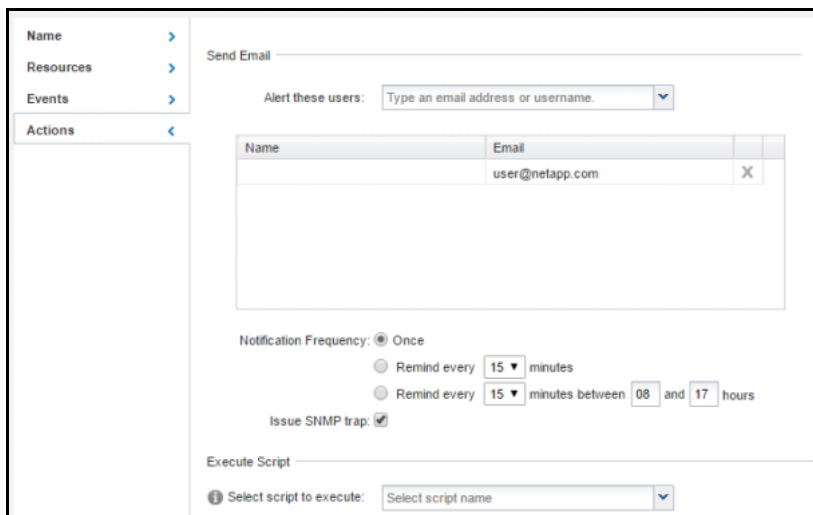 Name
Resources
Events
Actions
Send Email
Alert these users: Type an email address or username.
Name Email
user@netapp.com X
Notification Frequency: Once
Remind every 15 minutes
Remind every 15 minutes between 08 and 17 hours
Issue SNMP trap:
Execute Script
Select script to execute: Select script name